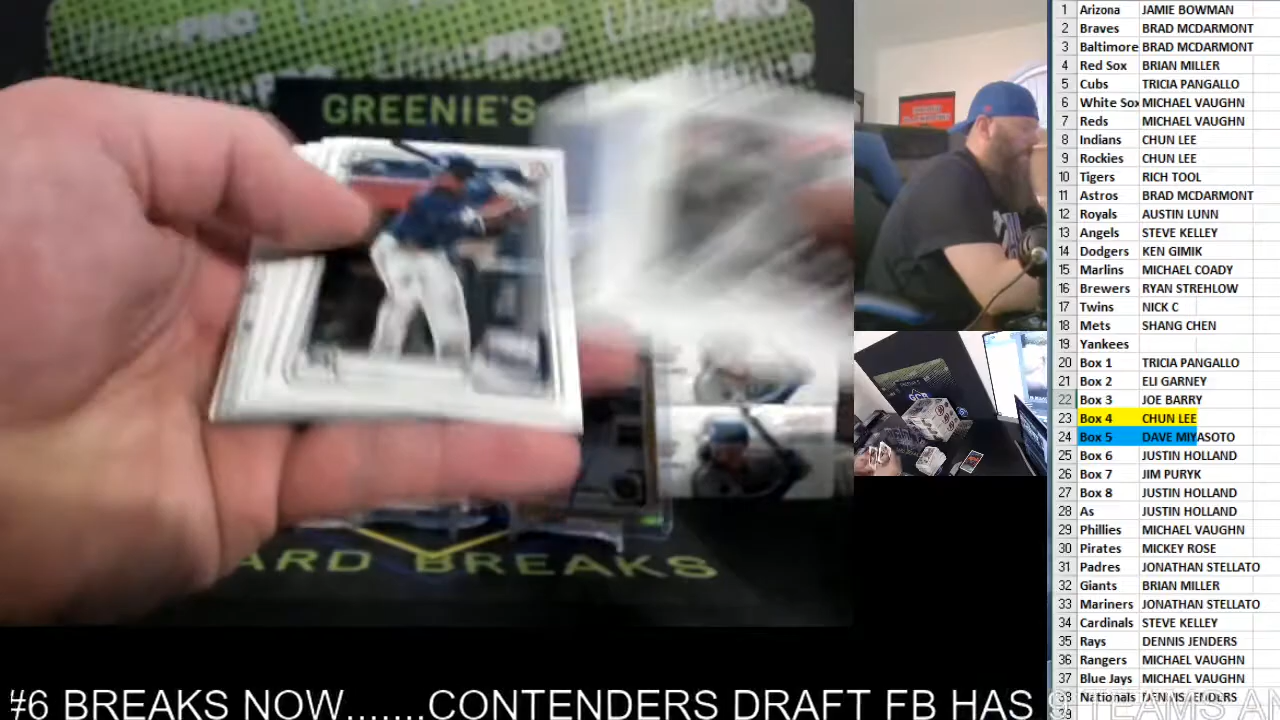 GREENIE'S
ARD BREAKS
1 Arizona JAMIE BOWMAN
2 Braves BRAD MCDARMONT
3 Baltimore BRAD MCDARMONT
4 Red Sox BRIAN MILLER
5 Cubs TRICIA PANGALLO
6 White Sox MICHAEL VAUGHN
7 Reds MICHAEL VAUGHN
8 Indians CHUN LEE
9 Rockies CHUN LEE
10 Tigers RICH TOOL
11 Astros BRAD MCDARMONT
12 Royals AUSTIN LUNN
13 Angels STEVE KELLEY
14 Dodgers KEN GIMIK
15 Marlins MICHAEL COADY
16 Brewers RYAN STREHLOW
17 Twins NICK C
18 Mets SHANG CHEN
19 Yankees
20 Box 1 TRICIA PANGALLO
21 Box 2 ELI GARNEY
22 Box 3 JOE BARRY
23 Box 4 CHUN LEE
24 Box 5 DAVE MIYASOTO
25 Box 6 JUSTIN HOLLAND
26 Box 7 JIM PURYK
27 Box 8 JUSTIN HOLLAND
28 As JUSTIN HOLLAND
29 Phillies MICHAEL VAUGHN
30 Pirates MICKEY ROSE
31 Padres JONATHAN STELLATO
32 Giants BRIAN MILLER
33 Mariners JONATHAN STELLATO
34 Cardinals STEVE KELLEY
35 Rays DENNIS JENDERS
36 Rangers MICHAEL VAUGHN
37 Blue Jays MICHAEL VAUGHN
38 Nationals DENNIS JENDERS
39
#6 BREAKS NOW.......CONTENDERS DRAFT FB HAS 9 TEAMS AN